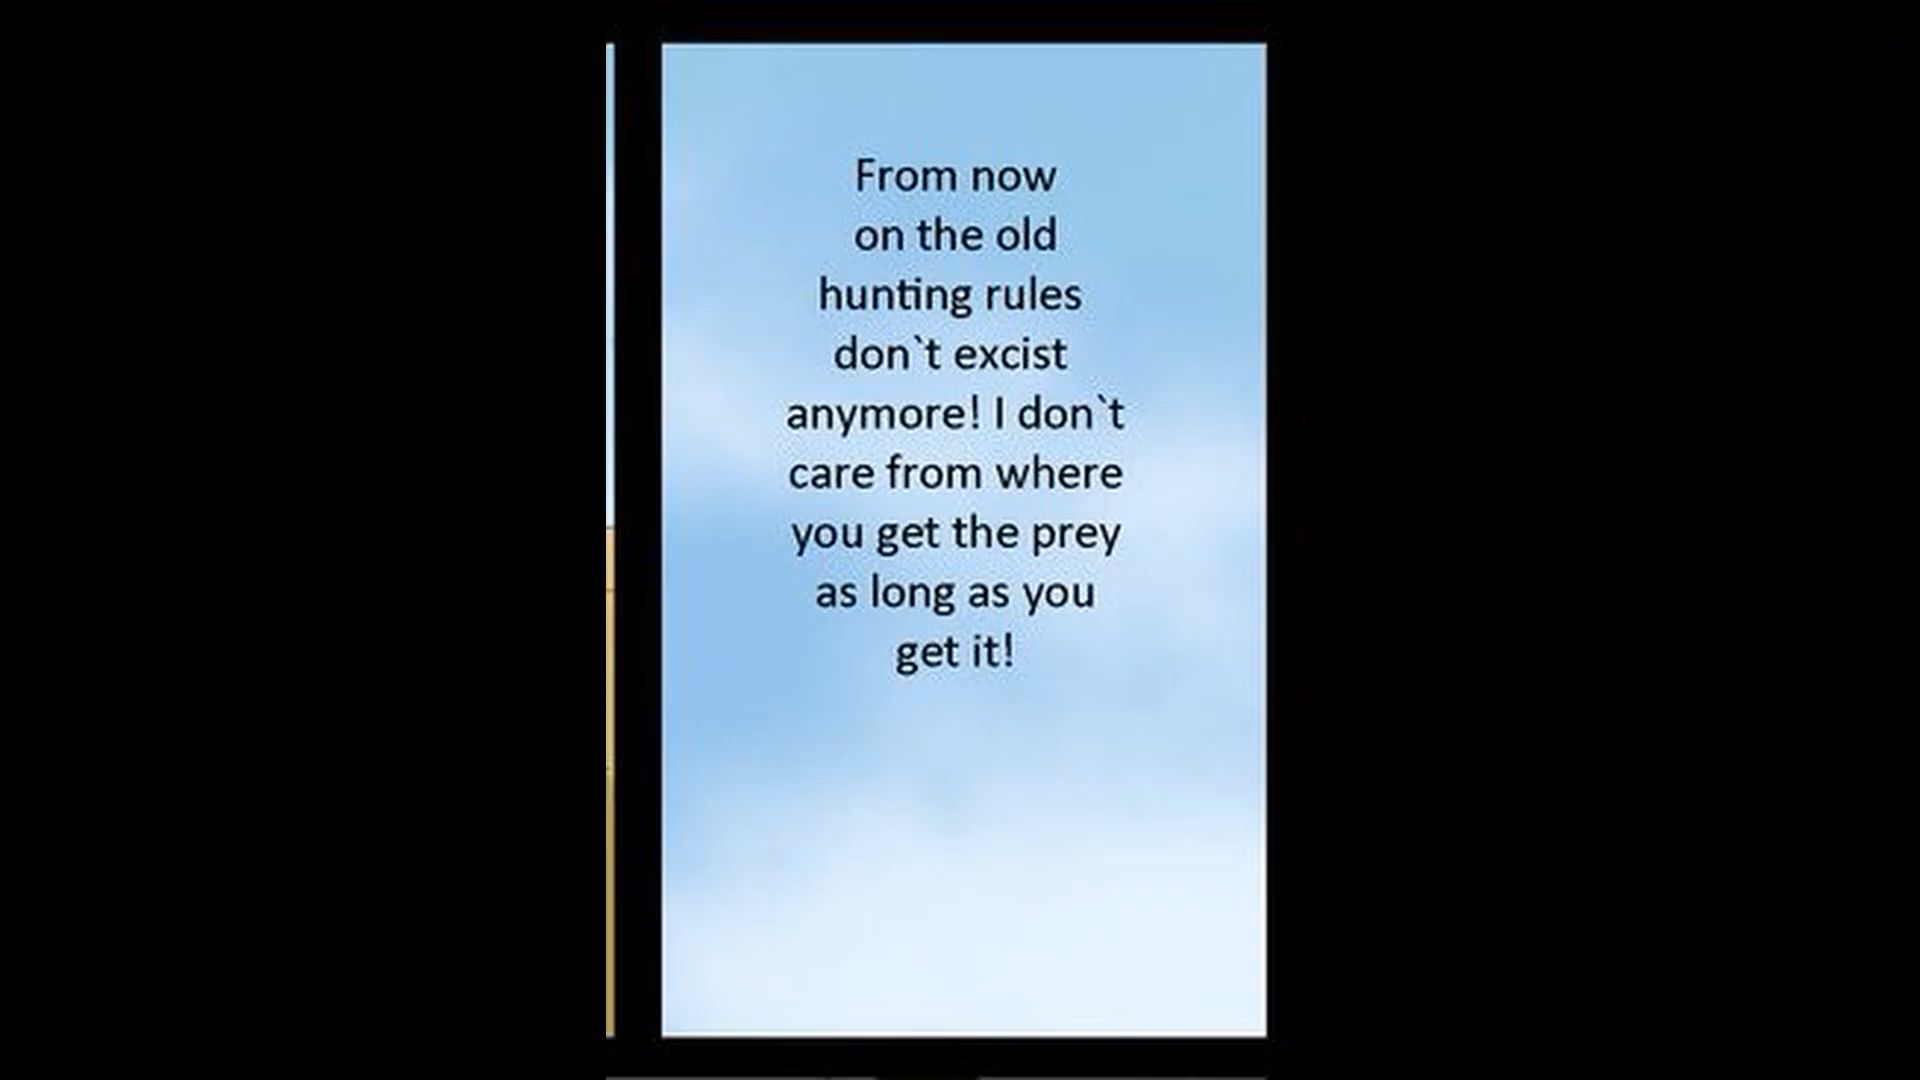 From now
on the old
hunting rules
don`t excist
anymore! I don`t
care from where
you get the prey
as long as you
get it!